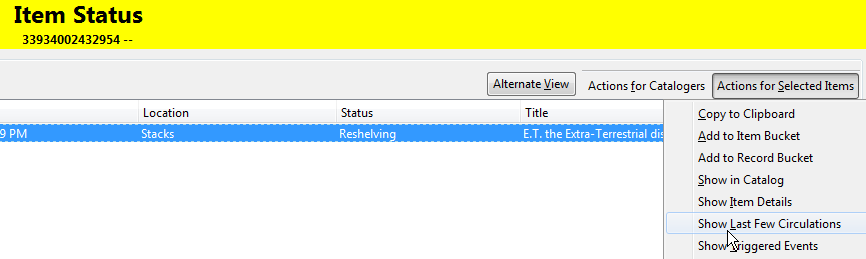 Item Status
33934002432954 --
Alternate View Actions for Catalogers Actions for Selected Items
Location Status Title
9 PM Stacks Reshelving E.T. the Extra-Terrestrial dis
Copy to Clipboard
Add to Item Bucket
Add to Record Bucket
Show in Catalog
Show Item Details
Show Last Few Circulations
Show Triggered Events